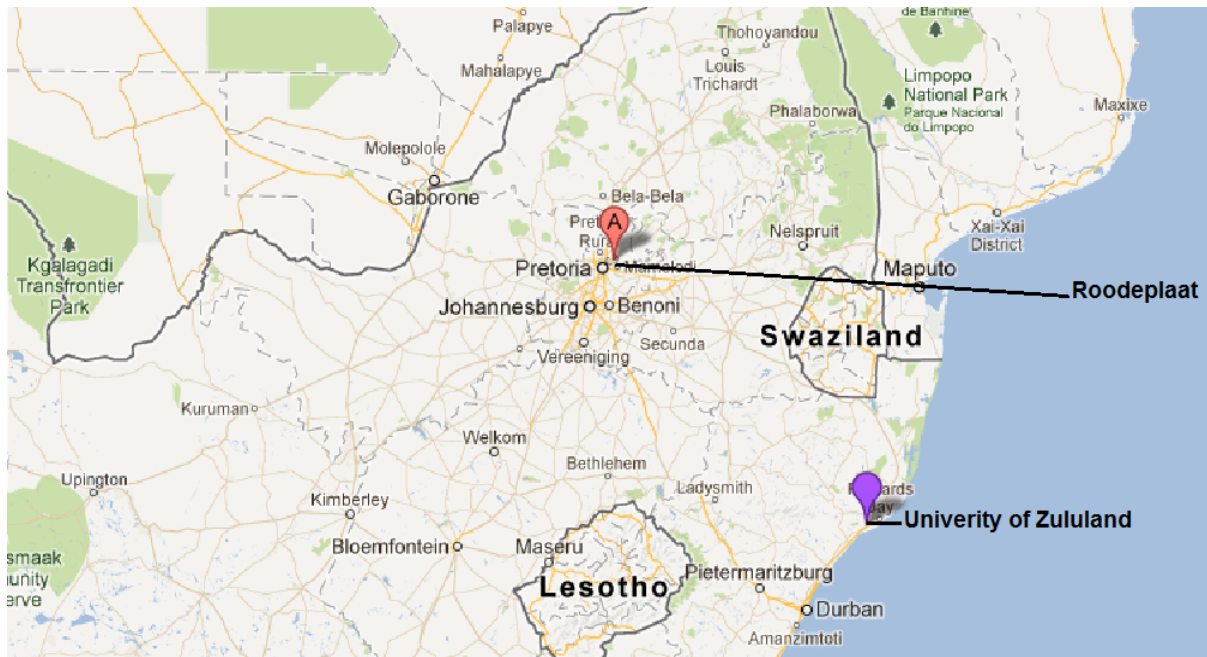 de Banhine
Palapye
Thohoyandou
Mahalapye
Louis
Trichardt
Limpopo
National Park
Parque Nacional
do Limpopo
Maxixe
Phalaborwa
Molepolole
Gaborone
Bela-Bela
A
Xai-Xai
District
Nelspruit
Kgalagadi
Transfrontier
Park
Pretoria
Maputo
Roodeplaat
Johannesburg
Benoni
Swaziland
Secunda
Vereeniging
Kuruman
Welkom
Bethlehem
Upington
Ladysmith
Kimberley
Univerity of Zululand
Bloemfontein
Maseru
Lesotho
Pietermaritzburg
Durban
Amanzimtoti